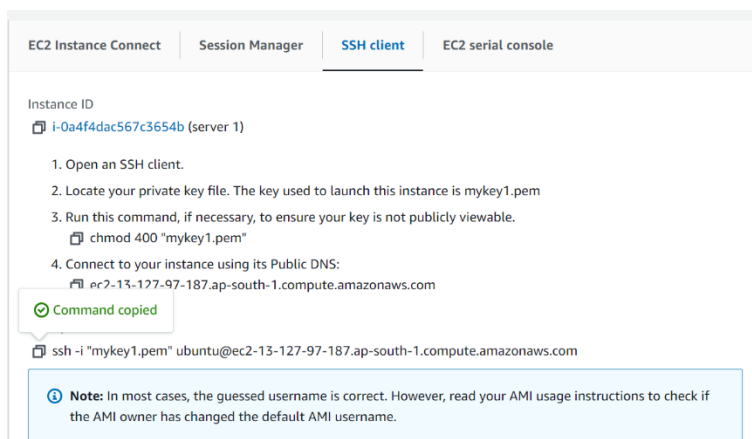 EC2 Instance Connect Session Manager SSH client EC2 serial console
Instance ID
i-0a4f4dac567c3654b (server 1)
1. Open an SSH client.
2. Locate your private key file. The key used to launch this instance is mykey1.pem
3. Run this command, if necessary, to ensure your key is not publicly viewable.
chmod 400 "mykey1.pem"
4. Connect to your instance using its Public DNS:
ec2-13-127-97-187.ap-south-1.compute.amazonaws.com
Command copied
ssh -i "mykey1.pem" ubuntu@ec2-13-127-97-187.ap-south-1.compute.amazonaws.com
Note: In most cases, the guessed username is correct. However, read your AMI usage instructions to check if
the AMI owner has changed the default AMI username.